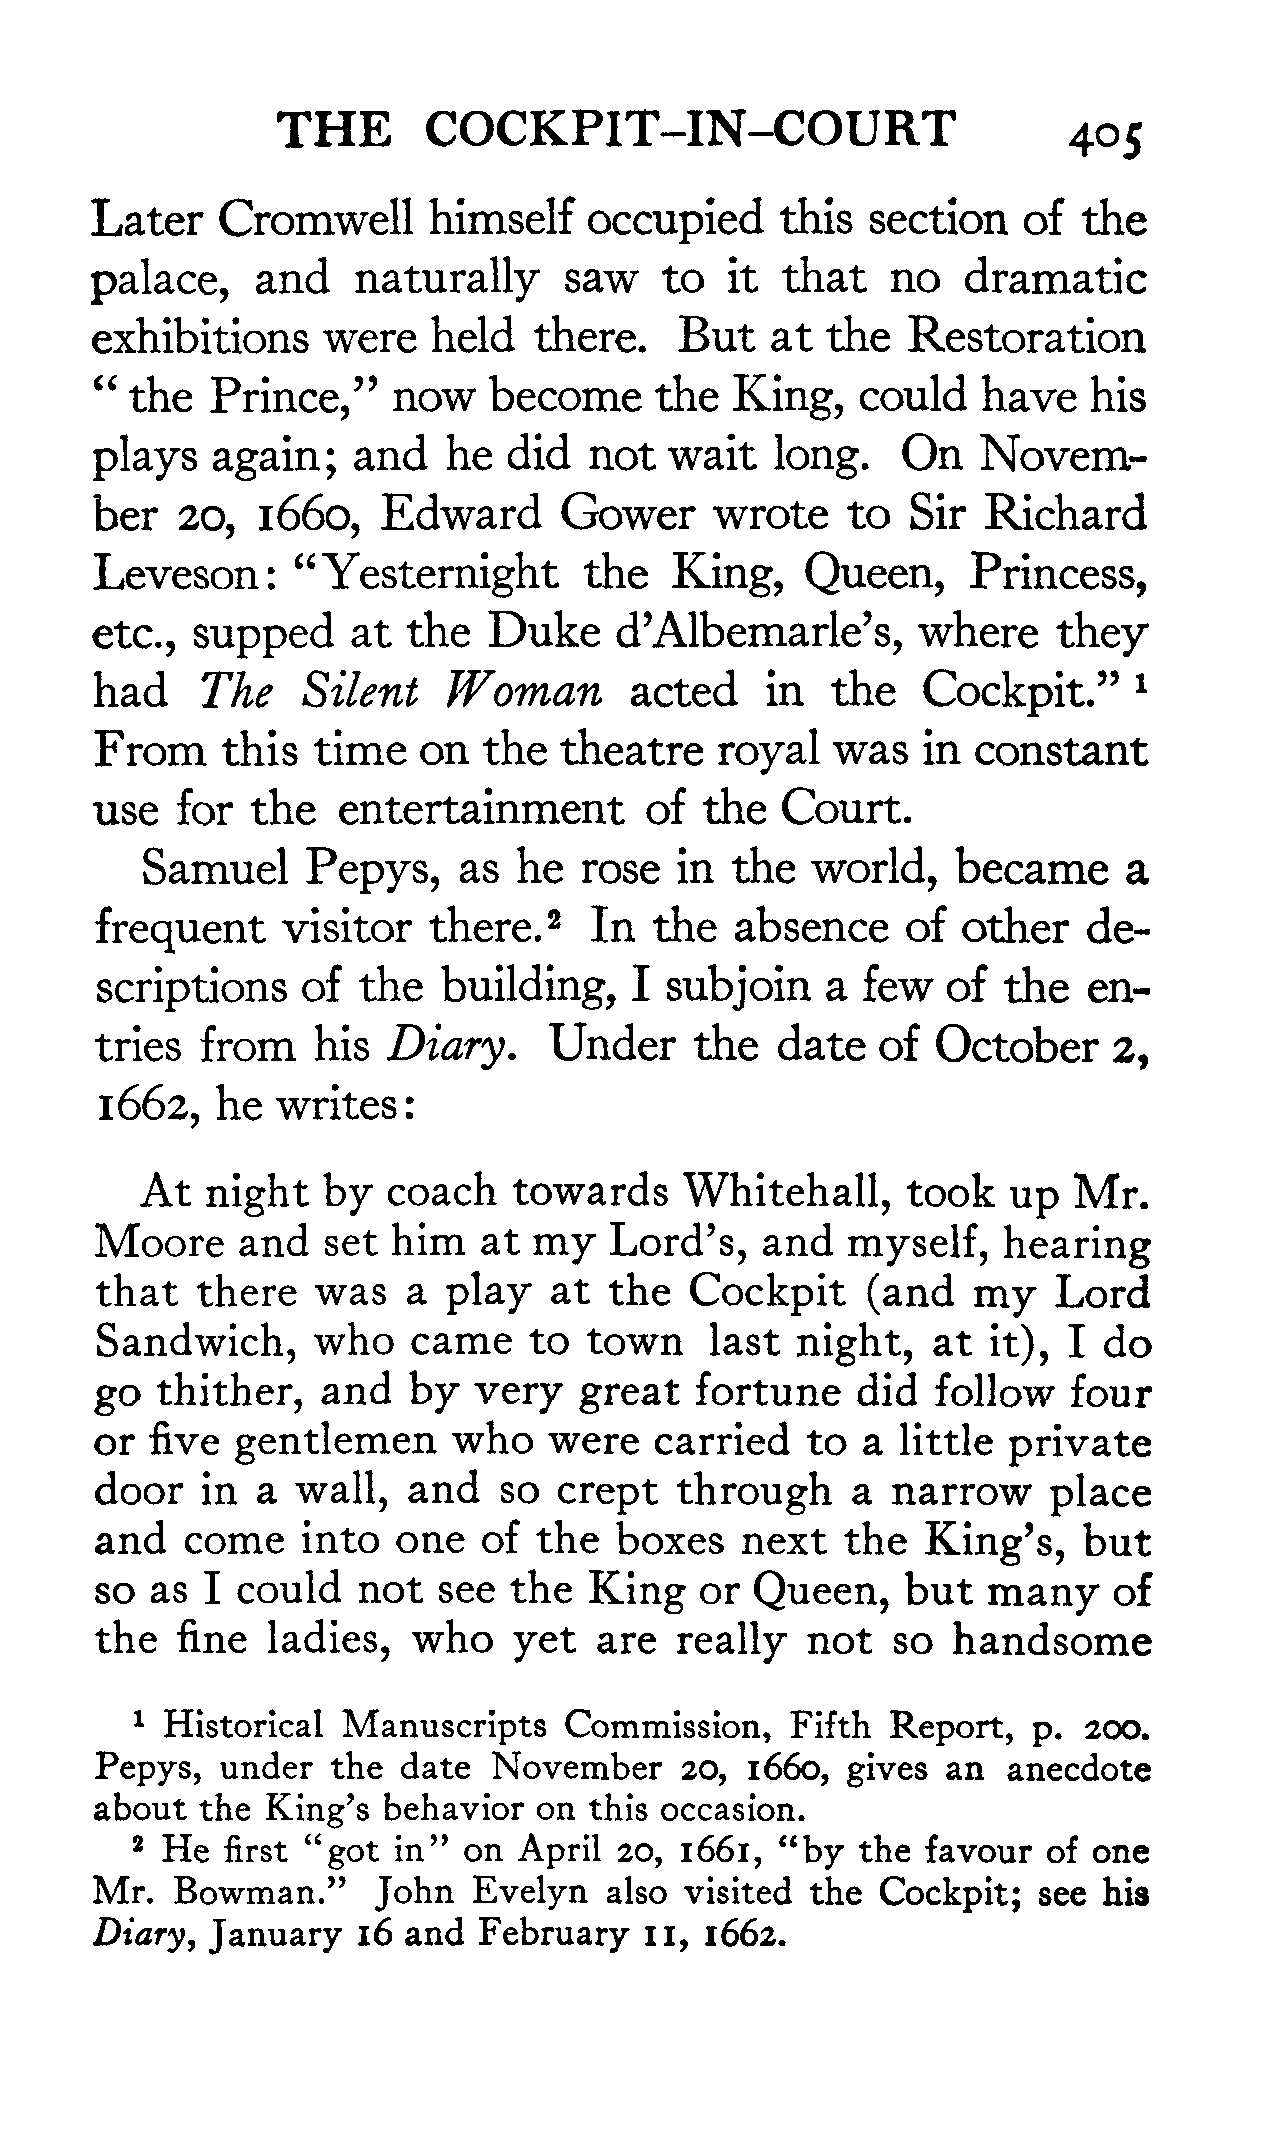 THE COCKPIT-IN-COURT 405
Later Cromwell himself occupied this section of the
palace, and naturally saw to it that no dramatic
exhibitions were held there. But at the Restoration
“the Prince,” now become the King, could have his
plays again; and he did not wait long. On Novem-
ber 20, 1660, Edward Gower wrote to Sir Richard
Leveson: “Yesternight the King, Queen, Princess,
etc., supped at the Duke d’Albemarle’s, where they
had The Silent Woman acted in the Cockpit.” ¹
From this time on the theatre royal was in constant
use for the entertainment of the Court.
Samuel Pepys, as he rose in the world, became a
frequent visitor there.² In the absence of other de-
scriptions of the building, I subjoin a few of the en-
tries from his Diary. Under the date of October 2,
1662, he writes:
At night by coach towards Whitehall, took up Mr.
Moore and set him at my Lord’s, and myself, hearing
that there was a play at the Cockpit (and my Lord
Sandwich, who came to town last night, at it), I do
go thither, and by very great fortune did follow four
or five gentlemen who were carried to a little private
door in a wall, and so crept through a narrow place
and come into one of the boxes next the King’s, but
so as I could not see the King or Queen, but many of
the fine ladies, who yet are really not so handsome
¹ Historical Manuscripts Commission, Fifth Report, p. 200.
Pepys, under the date November 20, 1660, gives an anecdote
about the King’s behavior on this occasion.
² He first “got in” on April 20, 1661, “by the favour of one
Mr. Bowman.” John Evelyn also visited the Cockpit; see his
Diary, January 16 and February 11, 1662.